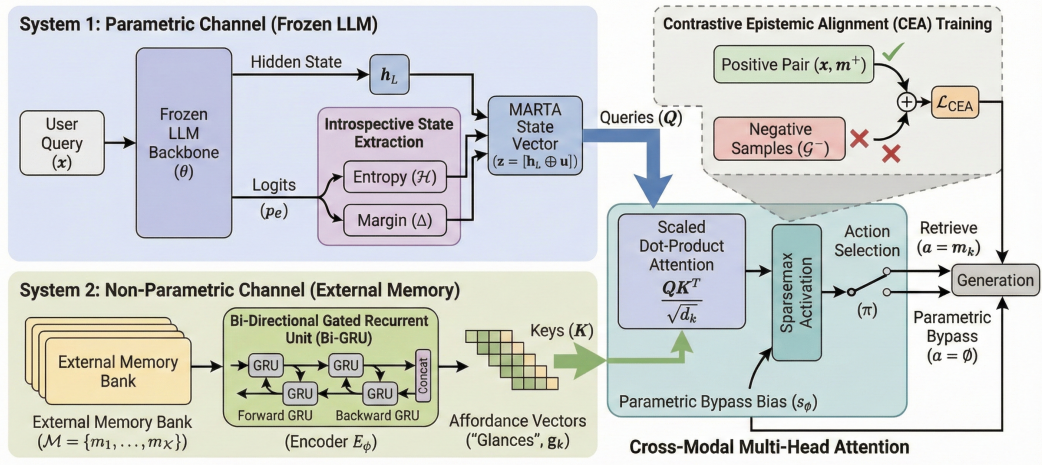 System 1: Parametric Channel (Frozen LLM)
User
Query
(x)
Frozen
LLM
Backbone
(θ)
Hidden State
h_L
Logits
(p_e)
Introspective State
Extraction
Entropy (ℋ)
Margin (Δ)
MARTA
State
Vector
(z = [h_L ⊕ u])
Queries (Q)
Contrastive Epistemic Alignment (CEA) Training
Positive Pair (x, m⁺)
Negative
Samples (𝒢⁻)
+
ℒ_CEA
System 2: Non-Parametric Channel (External Memory)
External Memory
Bank
External Memory Bank
(ℳ = {m_1, …, m_K})
Bi-Directional Gated Recurrent
Unit (Bi-GRU)
GRU
GRU
GRU
GRU
Concat
Forward GRU
Backward GRU
(Encoder E_ϕ)
Affordance Vectors
("Glances", g_k)
Keys (K)
Scaled
Dot-Product
Attention
QK^T
√d_k
Sparsemax
Activation
Action
Selection
(π)
Retrieve
(a = m_k)
Generation
Parametric
Bypass
(a = ∅)
Parametric Bypass Bias (s_ϕ)
Cross-Modal Multi-Head Attention